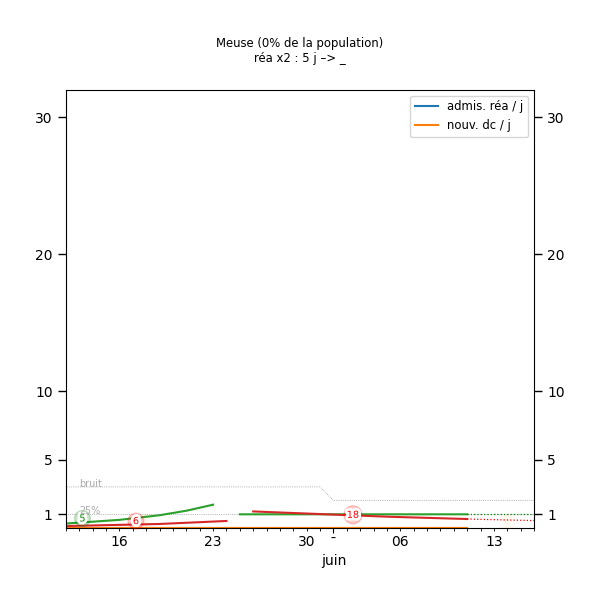 Meuse (0% de la population)
réa x2 : 5 j –> _
admis. réa / j
nouv. dc / j
30 30
20 20
10 10
5 5
bruit
25%
5 6 18
1 1
16 23 30 - 06 13
juin